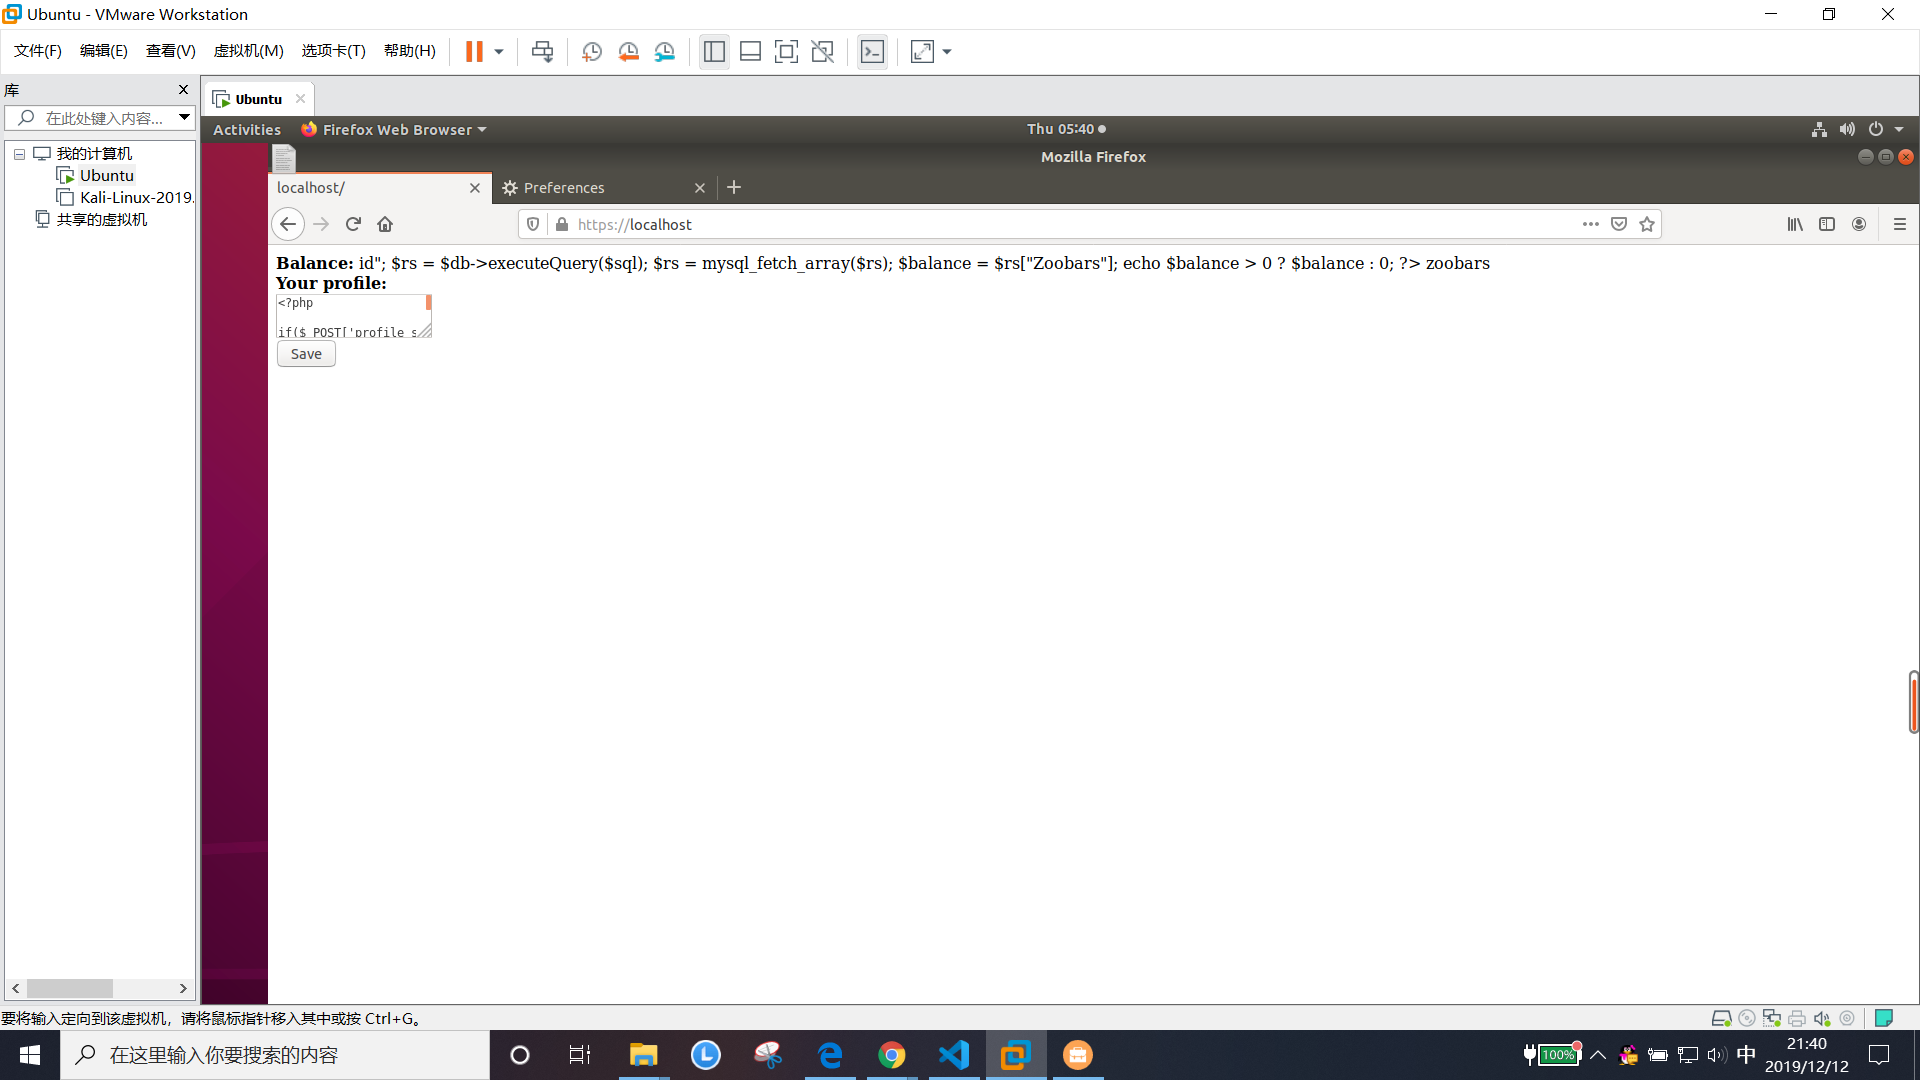 Ubuntu - VMware Workstation
文件(F) 编辑(E) 查看(V) 虚拟机(M) 选项卡(T) 帮助(H)
库
在此处键入内容...
我的计算机
Ubuntu
Kali-Linux-2019.
共享的虚拟机
Ubuntu
Activities Firefox Web Browser Thu 05:40
Mozilla Firefox
localhost/ Preferences
https://localhost
Balance: id"; $rs = $db->executeQuery($sql); $rs = mysql_fetch_array($rs); $balance = $rs["Zoobars"]; echo $balance > 0 ? $balance : 0; ?> zoobars
Your profile:
<?php
if($_POST['profile_s
Save
要将输入定向到该虚拟机，请将鼠标指针移入其中或按 Ctrl+G。
在这里输入你要搜索的内容
100%
中
21:40
2019/12/12